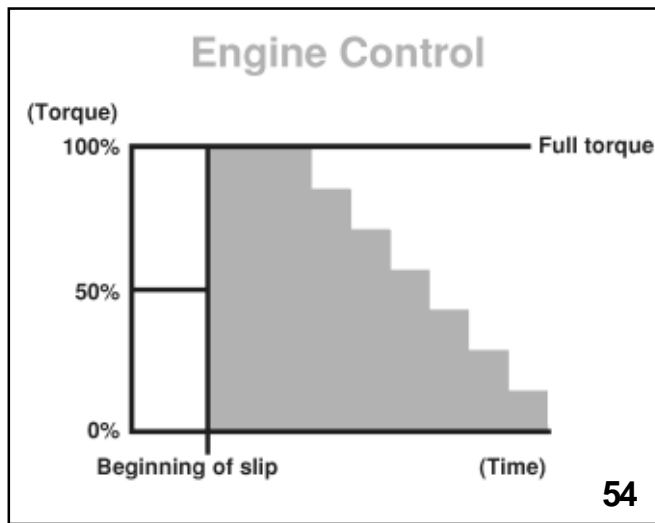 Engine Control
(Torque)
100%
Full torque
50%
0%
Beginning of slip
(Time)
54